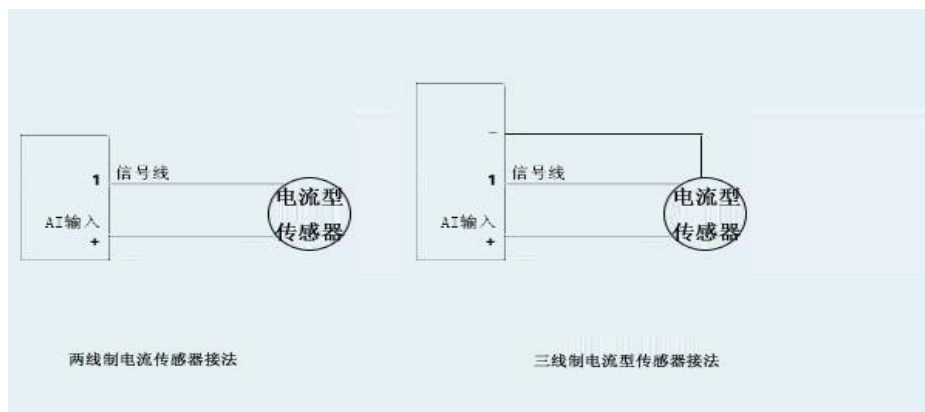 1
信号线
AI输入
+
电流型
传感器
两线制电流传感器接法
−
1
信号线
AI输入
+
电流型
传感器
三线制电流型传感器接法